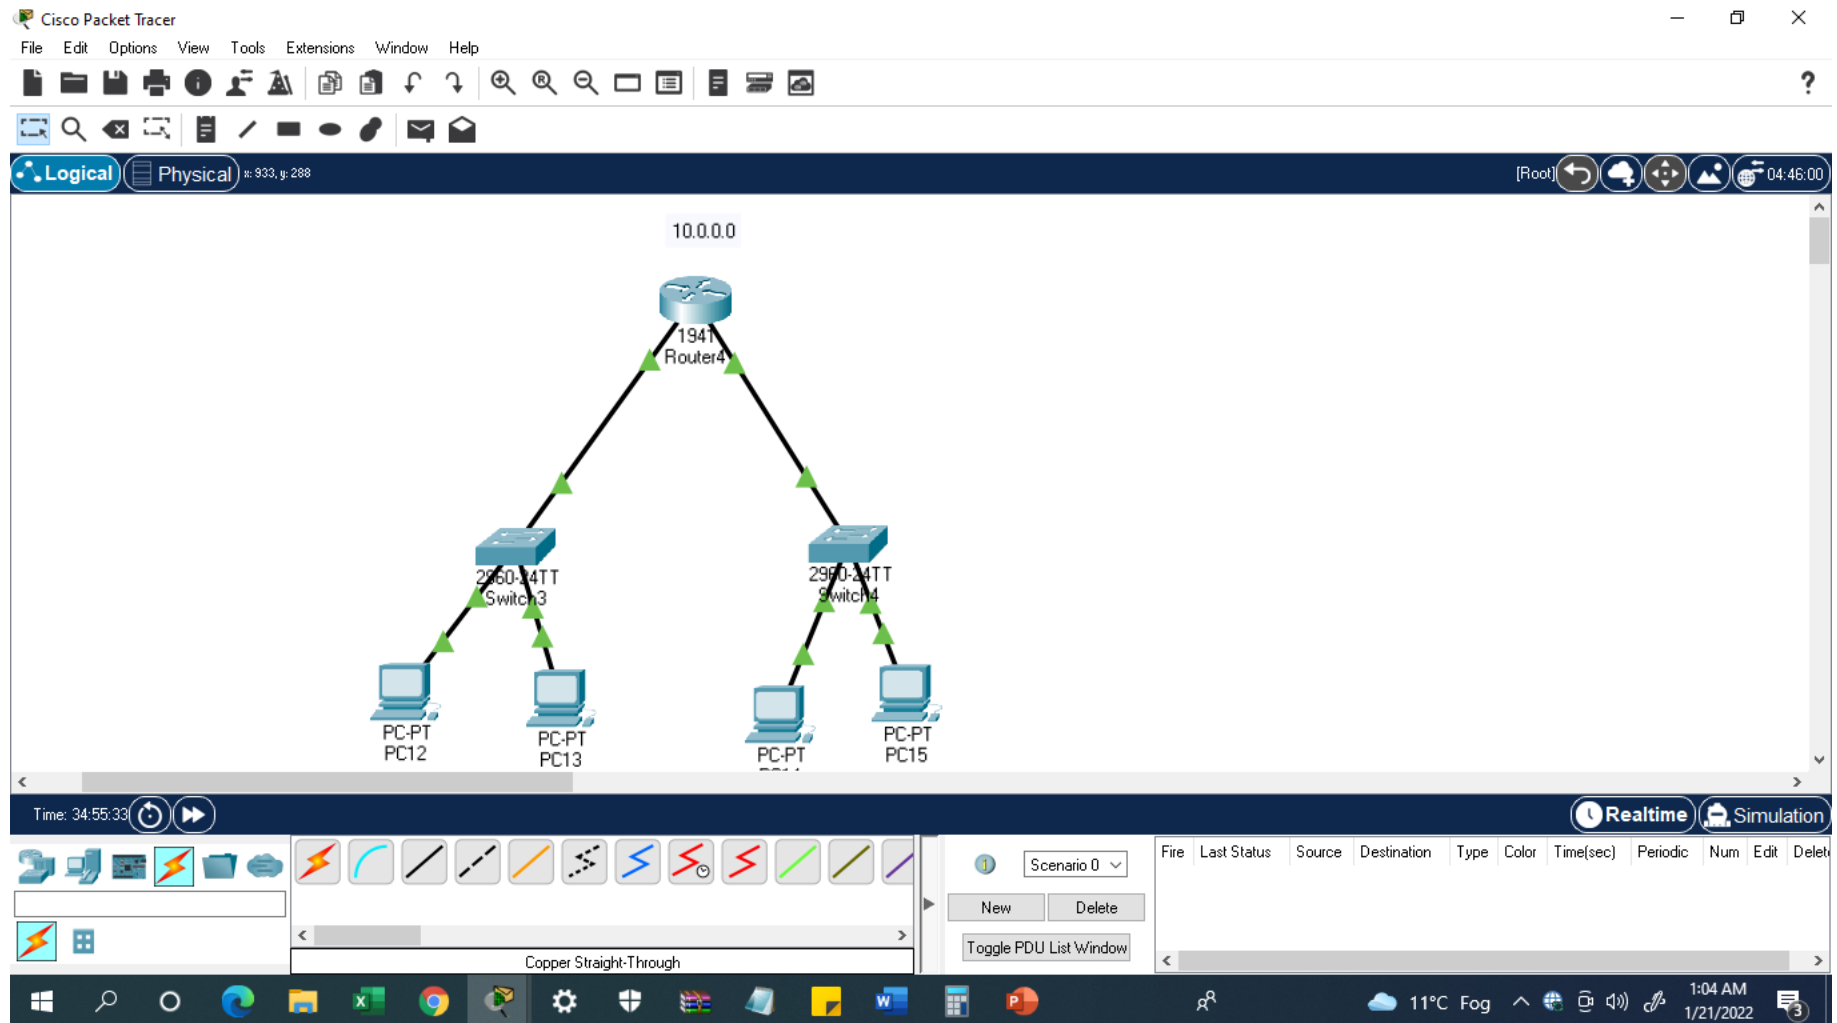 Cisco Packet Tracer
File Edit Options View Tools Extensions Window Help
?
Logical Physical x: 933, y: 288 [Root] 04:46:00
10.0.0.0
1941
Router4
2960-24TT
Switch3
2960-24TT
Switch4
PC-PT
PC12
PC-PT
PC13
PC-PT
PC-PT
PC15
Time: 34:55:33 Realtime Simulation
Scenario 0
New Delete
Toggle PDU List Window
Fire Last Status Source Destination Type Color Time(sec) Periodic Num Edit Delet
Copper Straight-Through
11°C Fog
1:04 AM
1/21/2022
3